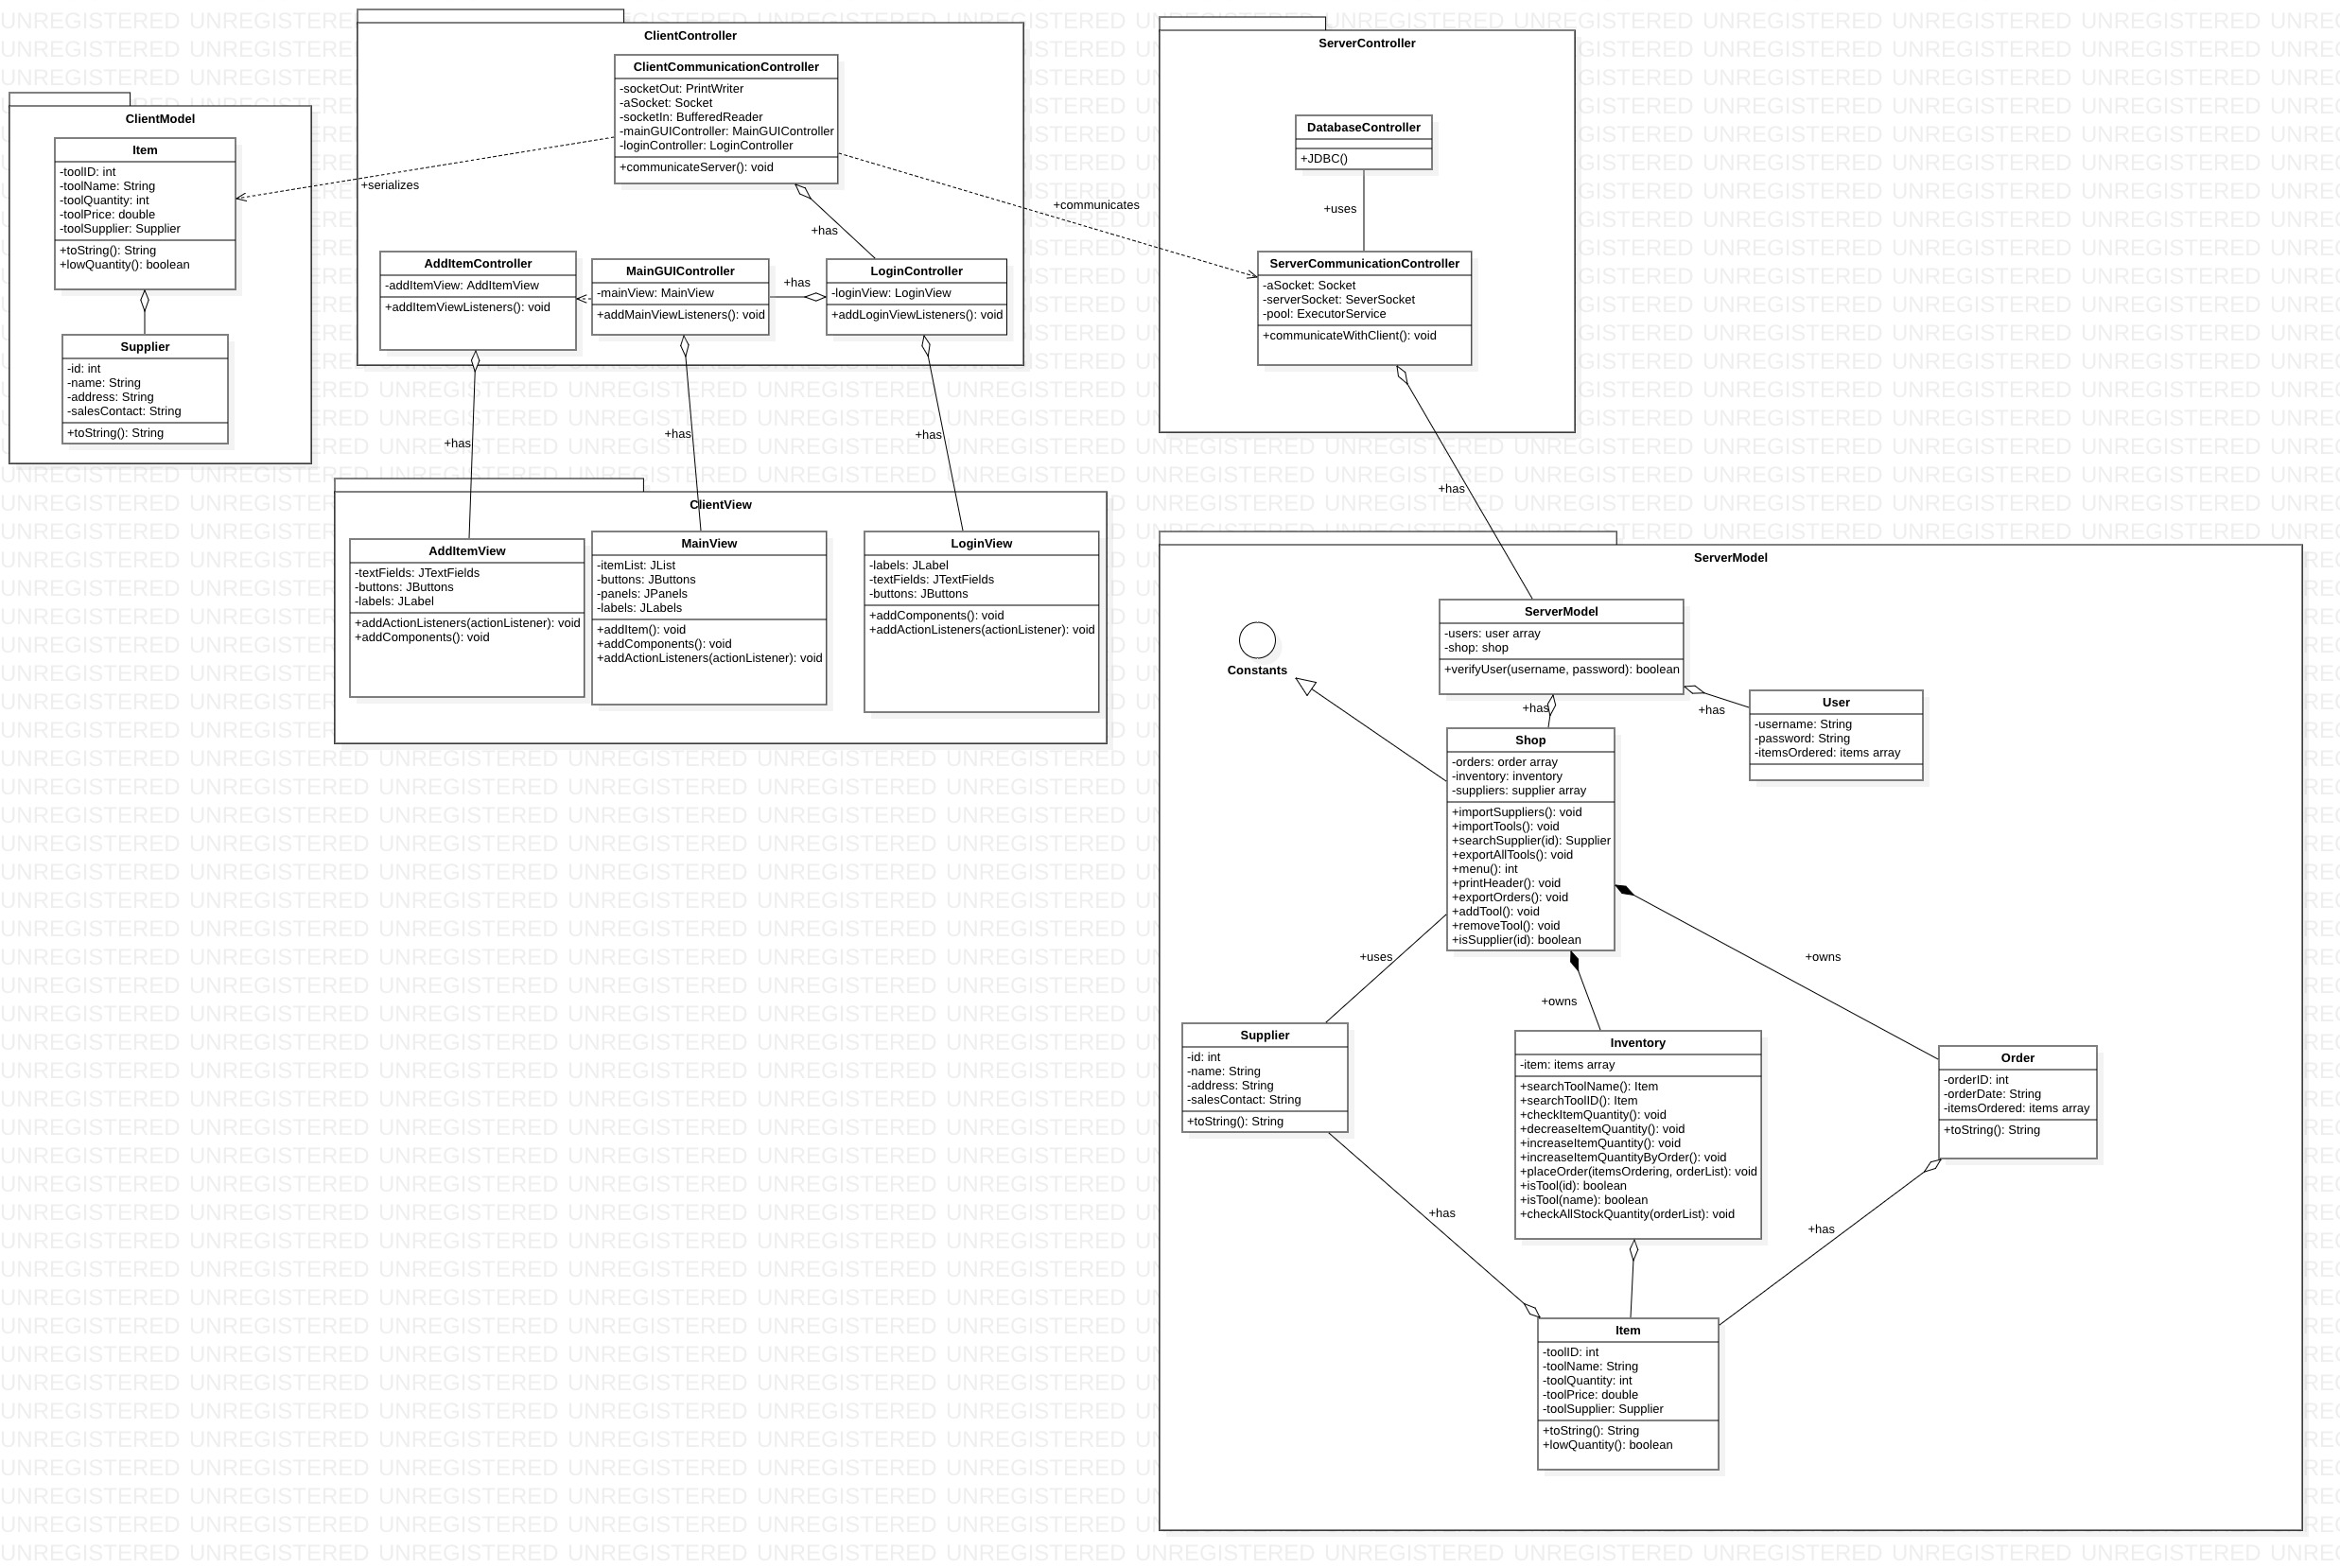 ClientModel
Item
-toolID: int
-toolName: String
-toolQuantity: int
-toolPrice: double
-toolSupplier: Supplier
+toString(): String
+lowQuantity(): boolean
Supplier
-id: int
-name: String
-address: String
-salesContact: String
+toString(): String
+serializes
ClientController
ClientCommunicationController
-socketOut: PrintWriter
-aSocket: Socket
-socketIn: BufferedReader
-mainGUIController: MainGUIController
-loginController: LoginController
+communicateServer(): void
+has
AddItemController
-addItemView: AddItemView
+addItemViewListeners(): void
MainGUIController
-mainView: MainView
+addMainViewListeners(): void
+has
LoginController
-loginView: LoginView
+addLoginViewListeners(): void
+has
+has
+has
ClientView
AddItemView
-textFields: JTextFields
-buttons: JButtons
-labels: JLabel
+addActionListeners(actionListener): void
+addComponents(): void
MainView
-itemList: JList
-buttons: JButtons
-panels: JPanels
-labels: JLabels
+addItem(): void
+addComponents(): void
+addActionListeners(actionListener): void
LoginView
-labels: JLabel
-textFields: JTextFields
-buttons: JButtons
+addComponents(): void
+addActionListeners(actionListener): void
+communicates
ServerController
DatabaseController
+JDBC()
+uses
ServerCommunicationController
-aSocket: Socket
-serverSocket: SeverSocket
-pool: ExecutorService
+communicateWithClient(): void
+has
ServerModel
Constants
ServerModel
-users: user array
-shop: shop
+verifyUser(username, password): boolean
+has
+has
User
-username: String
-password: String
-itemsOrdered: items array
Shop
-orders: order array
-inventory: inventory
-suppliers: supplier array
+importSuppliers(): void
+importTools(): void
+searchSupplier(id): Supplier
+exportAllTools(): void
+menu(): int
+printHeader(): void
+exportOrders(): void
+addTool(): void
+removeTool(): void
+isSupplier(id): boolean
+uses
+owns
+owns
Supplier
-id: int
-name: String
-address: String
-salesContact: String
+toString(): String
Inventory
-item: items array
+searchToolName(): Item
+searchToolID(): Item
+checkItemQuantity(): void
+decreaseItemQuantity(): void
+increaseItemQuantity(): void
+increaseItemQuantityByOrder(): void
+placeOrder(itemsOrdering, orderList): void
+isTool(id): boolean
+isTool(name): boolean
+checkAllStockQuantity(orderList): void
Order
-orderID: int
-orderDate: String
-itemsOrdered: items array
+toString(): String
+has
+has
Item
-toolID: int
-toolName: String
-toolQuantity: int
-toolPrice: double
-toolSupplier: Supplier
+toString(): String
+lowQuantity(): boolean
UNREGISTERED